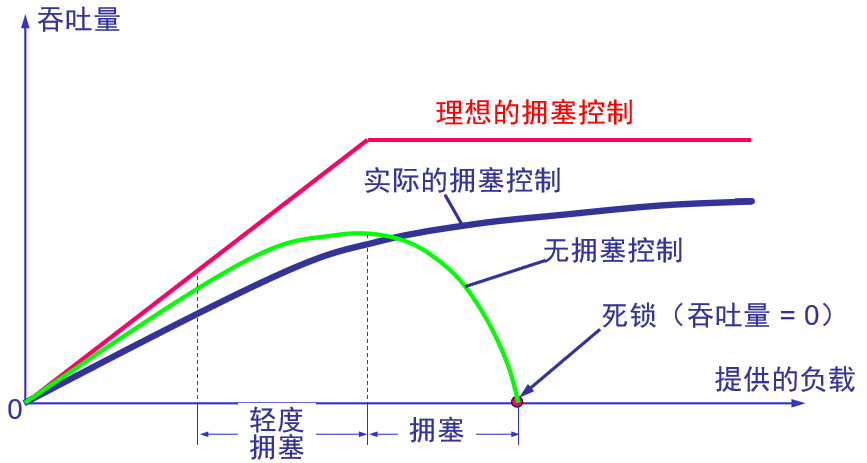 吞吐量
理想的拥塞控制
实际的拥塞控制
无拥塞控制
死锁（吞吐量 = 0）
提供的负载
0
轻度
拥塞
拥塞